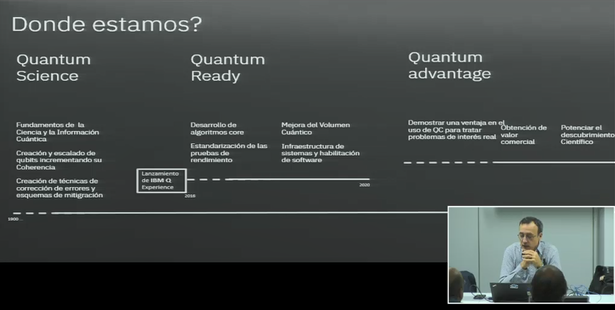 Donde estamos?
Quantum
Science
Fundamentos de la
Ciencia y la Información
Cuántica
Creación y escalado de
qubits incrementando su
Coherencia
Creación de técnicas de
corrección de errores y
esquemas de mitigración
Lanzamiento
de IBM Q
Experience
Quantum
Ready
Desarrollo de
algoritmos core
Estandarización de las
pruebas de
rendimiento
Mejora del Volumen
Cuántico
Infraestructura de
sistemas y habilitación
de software
Quantum
advantage
Demostrar una ventaja en el
uso de QC para tratar
problemas de interés real
Obtención de
valor
comercial
Potenciar el
descubrimiento
Científico
1900 ..
2016
2020